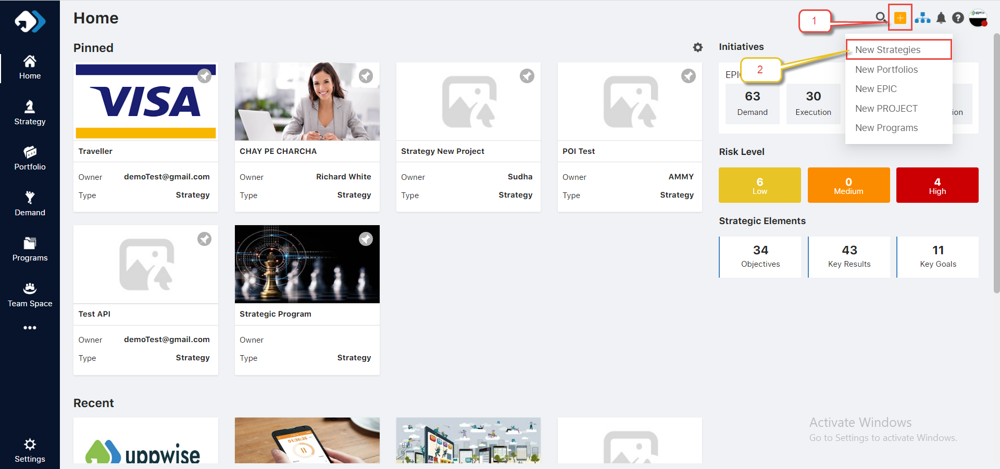 Home
1
Pinned
Initiatives
New Strategies
New Portfolios
New EPIC
New PROJECT
New Programs
2
EPI
63
Demand
30
Execution
ion
Home
Strategy
Portfolio
Demand
Programs
Team Space
Settings
VISA
Traveller
Owner demoTest@gmail.com
Type Strategy
CHAY PE CHARCHA
Owner Richard White
Type Strategy
Strategy New Project
Owner Sudha
Type Strategy
POI Test
Owner AMMY
Type Strategy
Risk Level
6
Low
0
Medium
4
High
Strategic Elements
34
Objectives
43
Key Results
11
Key Goals
Test API
Owner demoTest@gmail.com
Type Strategy
Strategic Program
Owner
Type Strategy
Recent
uppwise
01:36:26
Activate Windows
Go to Settings to activate Windows.